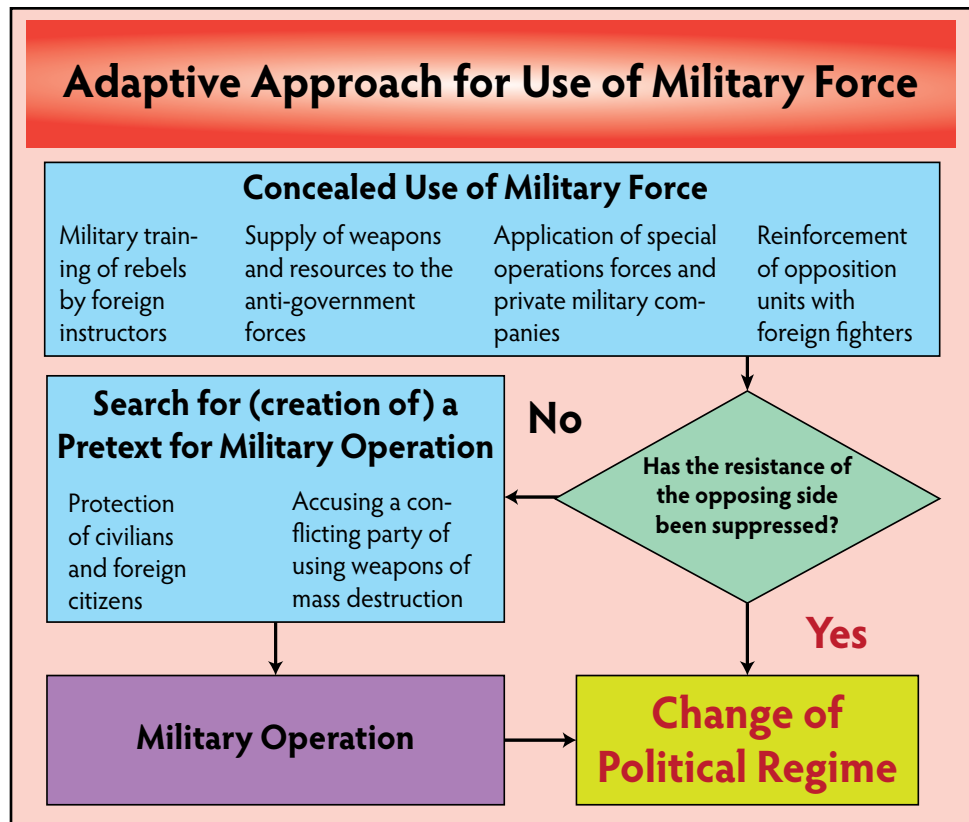 Adaptive Approach for Use of Military Force
Concealed Use of Military Force
Military train-
ing of rebels
by foreign
instructors
Supply of weapons
and resources to the
anti-government
forces
Application of special
operations forces and
private military com-
panies
Reinforcement
of opposition
units with
foreign fighters
Search for (creation of) a
Pretext for Military Operation
Protection
of civilians
and foreign
citizens
Accusing a con-
flicting party of
using weapons of
mass destruction
No
Has the resistance of
the opposing side
been suppressed?
Yes
Military Operation
Change of
Political Regime